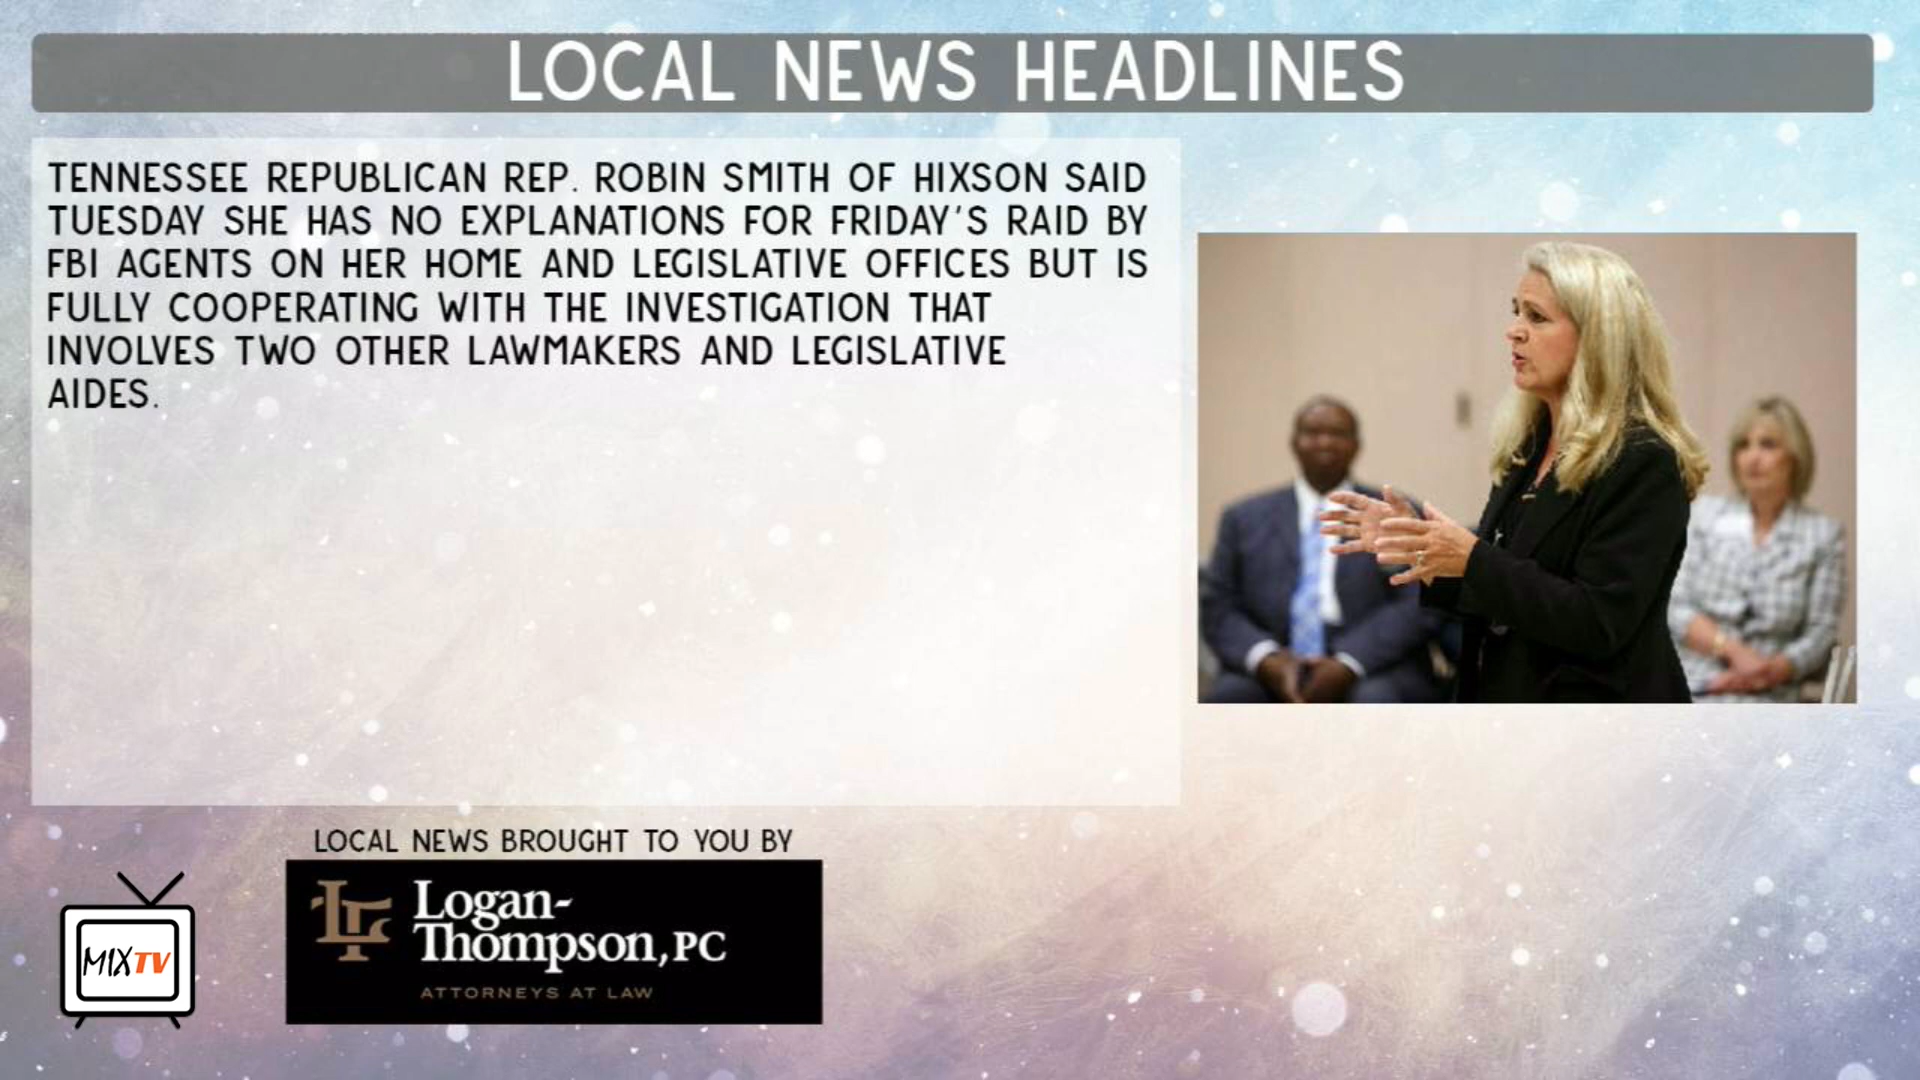 LOCAL NEWS HEADLINES
TENNESSEE REPUBLICAN REP. ROBIN SMITH OF HIXSON SAID
TUESDAY SHE HAS NO EXPLANATIONS FOR FRIDAY'S RAID BY
FBI AGENTS ON HER HOME AND LEGISLATIVE OFFICES BUT IS
FULLY COOPERATING WITH THE INVESTIGATION THAT
INVOLVES TWO OTHER LAWMAKERS AND LEGISLATIVE
AIDES.
LOCAL NEWS BROUGHT TO YOU BY
MIXTV
LT
Logan-
Thompson, PC
ATTORNEYS AT LAW